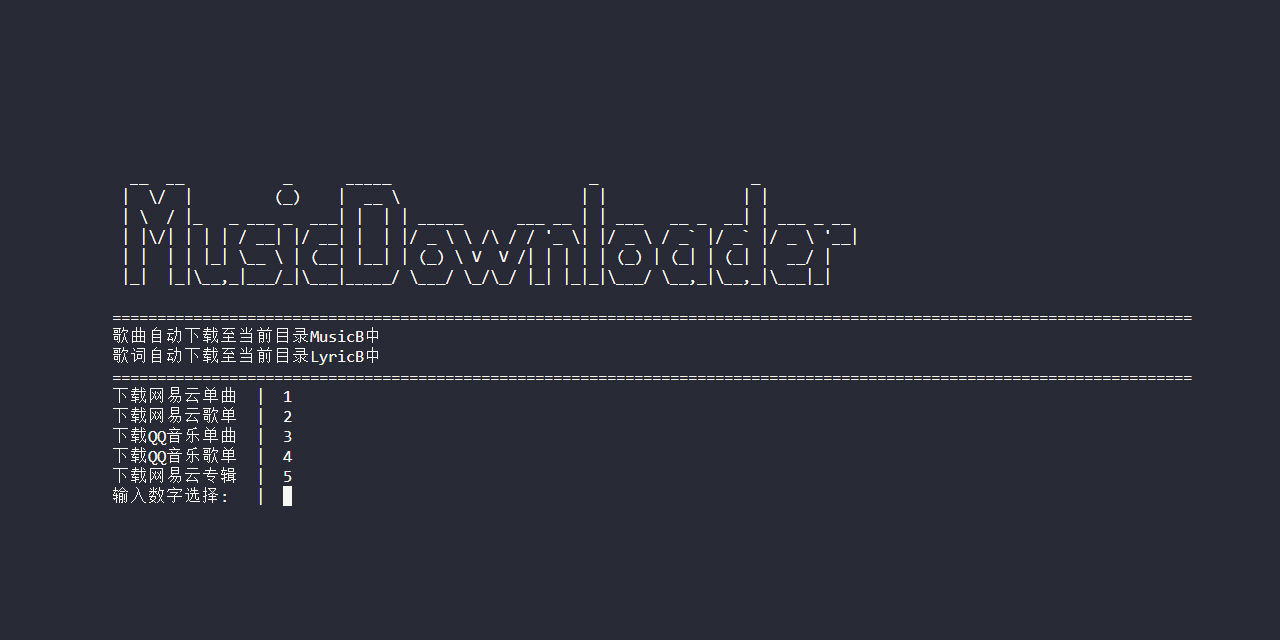 MusicDownloader
========================================================================================================================
歌曲自动下载至当前目录MusicB中
歌词自动下载至当前目录LyricB中
========================================================================================================================
下载网易云单曲 | 1
下载网易云歌单 | 2
下载QQ音乐单曲 | 3
下载QQ音乐歌单 | 4
下载网易云专辑 | 5
输入数字选择: |